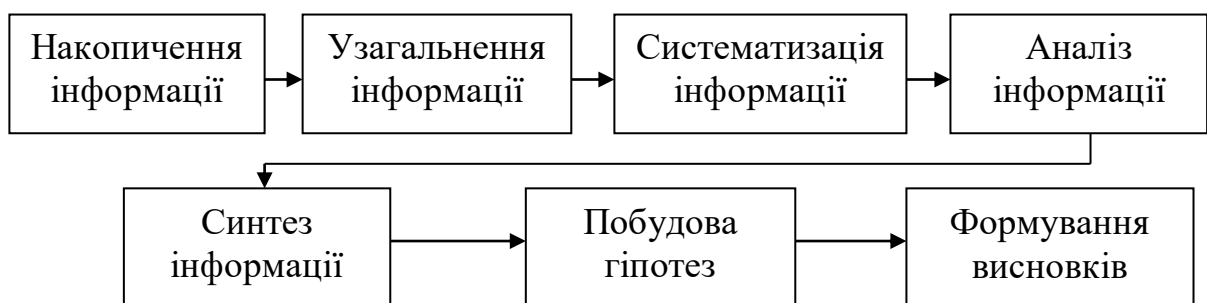 Накопичення
інформації
Узагальнення
інформації
Систематизація
інформації
Аналіз
інформації
Синтез
інформації
Побудова
гіпотез
Формування
висновків